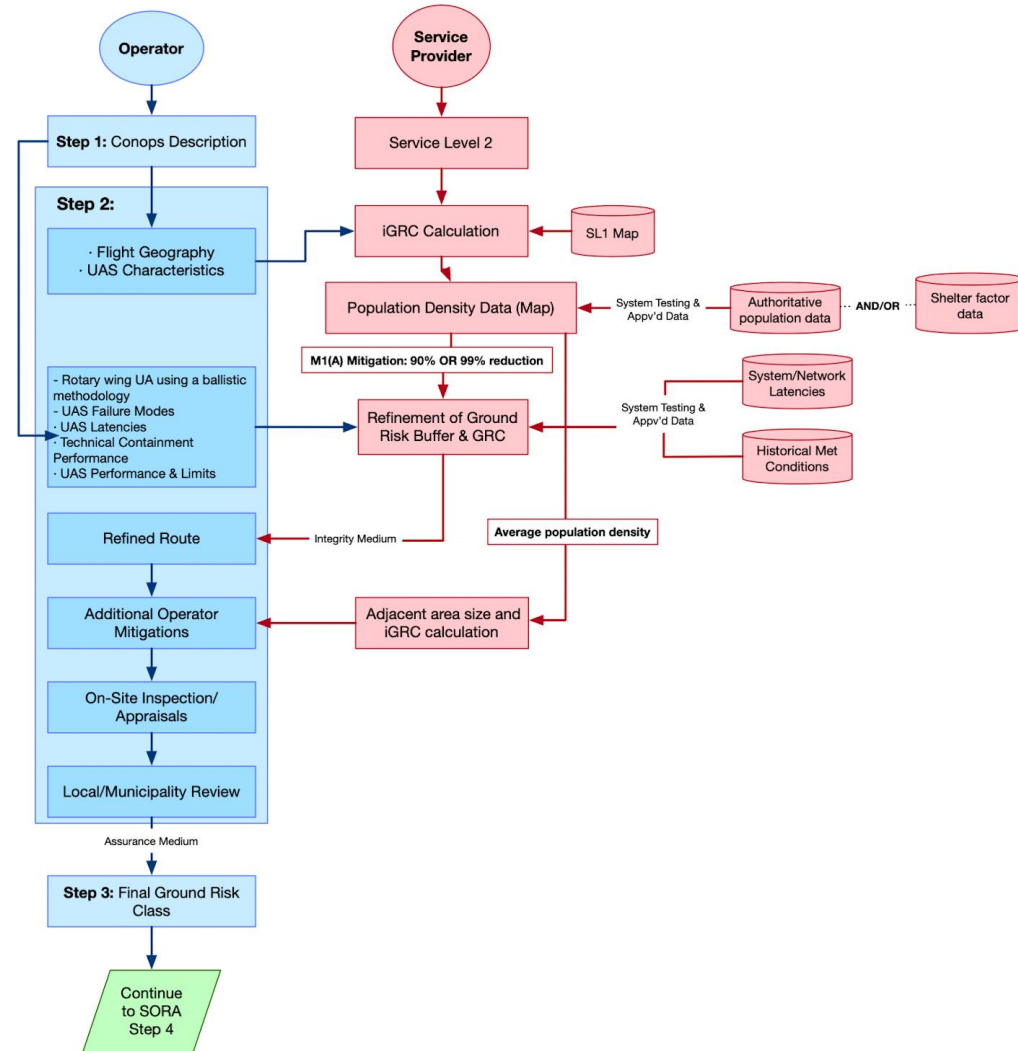 Operator
Service
Provider
Step 1: Conops Description
Service Level 2
Step 2:
· Flight Geography
· UAS Characteristics
iGRC Calculation
SL1 Map
Population Density Data (Map)
System Testing &
Appv'd Data
Authoritative
population data
AND/OR
Shelter factor
data
M1(A) Mitigation: 90% OR 99% reduction
- Rotary wing UA using a ballistic
methodology
- UAS Failure Modes
· UAS Latencies
· Technical Containment
Performance
· UAS Performance & Limits
Refinement of Ground
Risk Buffer & GRC
System Testing &
Appv'd Data
System/Network
Latencies
Historical Met
Conditions
Refined Route
Integrity Medium
Average population density
Additional Operator
Mitigations
Adjacent area size and
iGRC calculation
On-Site Inspection/
Appraisals
Local/Municipality Review
Assurance Medium
Step 3: Final Ground Risk
Class
Continue
to SORA
Step 4